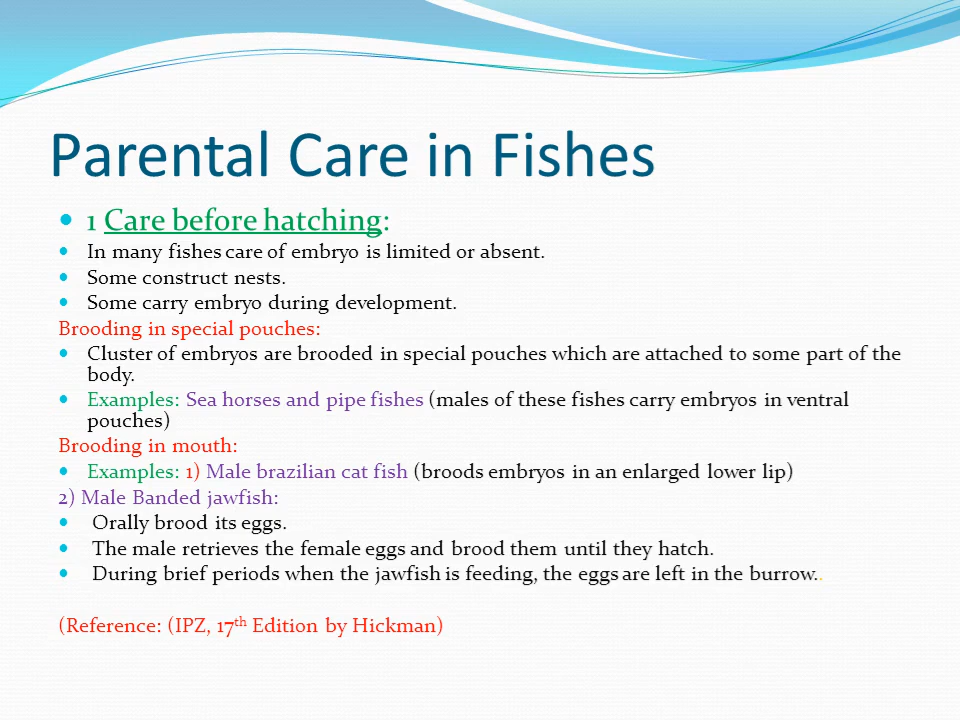 Parental Care in Fishes
• 1 Care before hatching:
• In many fishes care of embryo is limited or absent.
• Some construct nests.
• Some carry embryo during development.
Brooding in special pouches:
• Cluster of embryos are brooded in special pouches which are attached to some part of the
body.
• Examples: Sea horses and pipe fishes (males of these fishes carry embryos in ventral
pouches)
Brooding in mouth:
• Examples: 1) Male brazilian cat fish (broods embryos in an enlarged lower lip)
2) Male Banded jawfish:
• Orally brood its eggs.
• The male retrieves the female eggs and brood them until they hatch.
• During brief periods when the jawfish is feeding, the eggs are left in the burrow..
(Reference: (IPZ, 17th Edition by Hickman)